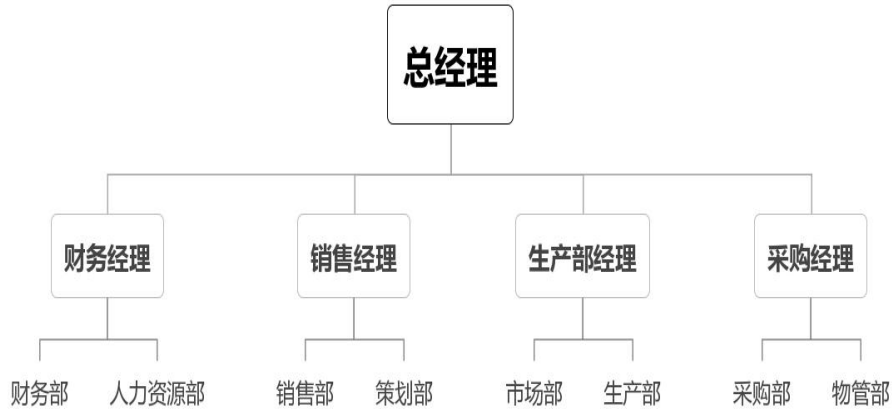 总经理
财务经理
销售经理
生产部经理
采购经理
财务部
人力资源部
销售部
策划部
市场部
生产部
采购部
物管部